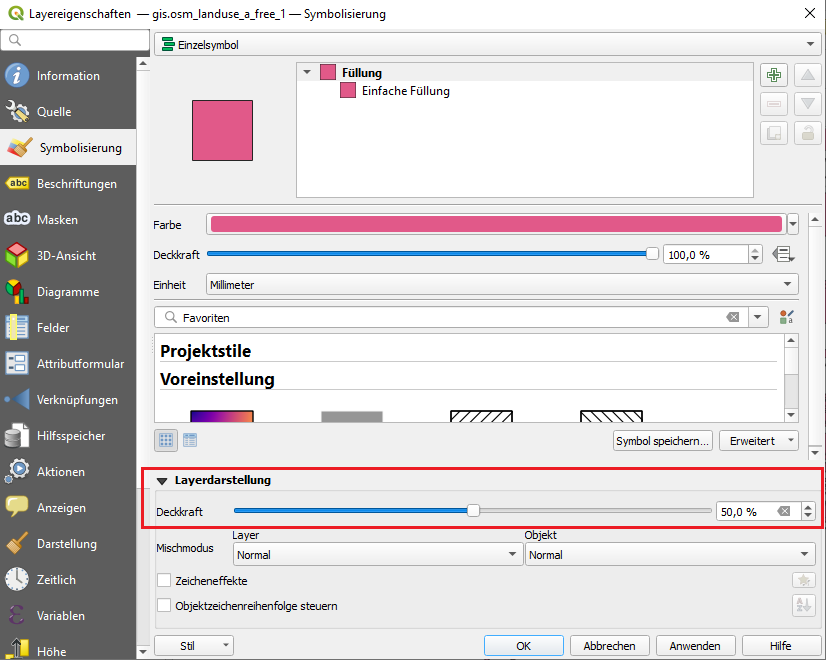 Layereigenschaften — gis.osm_landuse_a_free_1 — Symbolisierung
Einzelsymbol
Information
Quelle
Symbolisierung
abc Beschriftungen
abc Masken
3D-Ansicht
Diagramme
Felder
Attributformular
Verknüpfungen
Hilfsspeicher
Aktionen
Anzeigen
Darstellung
Zeitlich
Variablen
Höhe
Füllung
Einfache Füllung
Farbe
Deckkraft 100,0 %
Einheit Millimeter
Favoriten
Projektstile
Voreinstellung
Symbol speichern... Erweitert
Layerdarstellung
Deckkraft 50,0 %
Layer Objekt
Mischmodus Normal Normal
Zeicheneffekte
Objektzeichenreihenfolge steuern
Stil OK Abbrechen Anwenden Hilfe